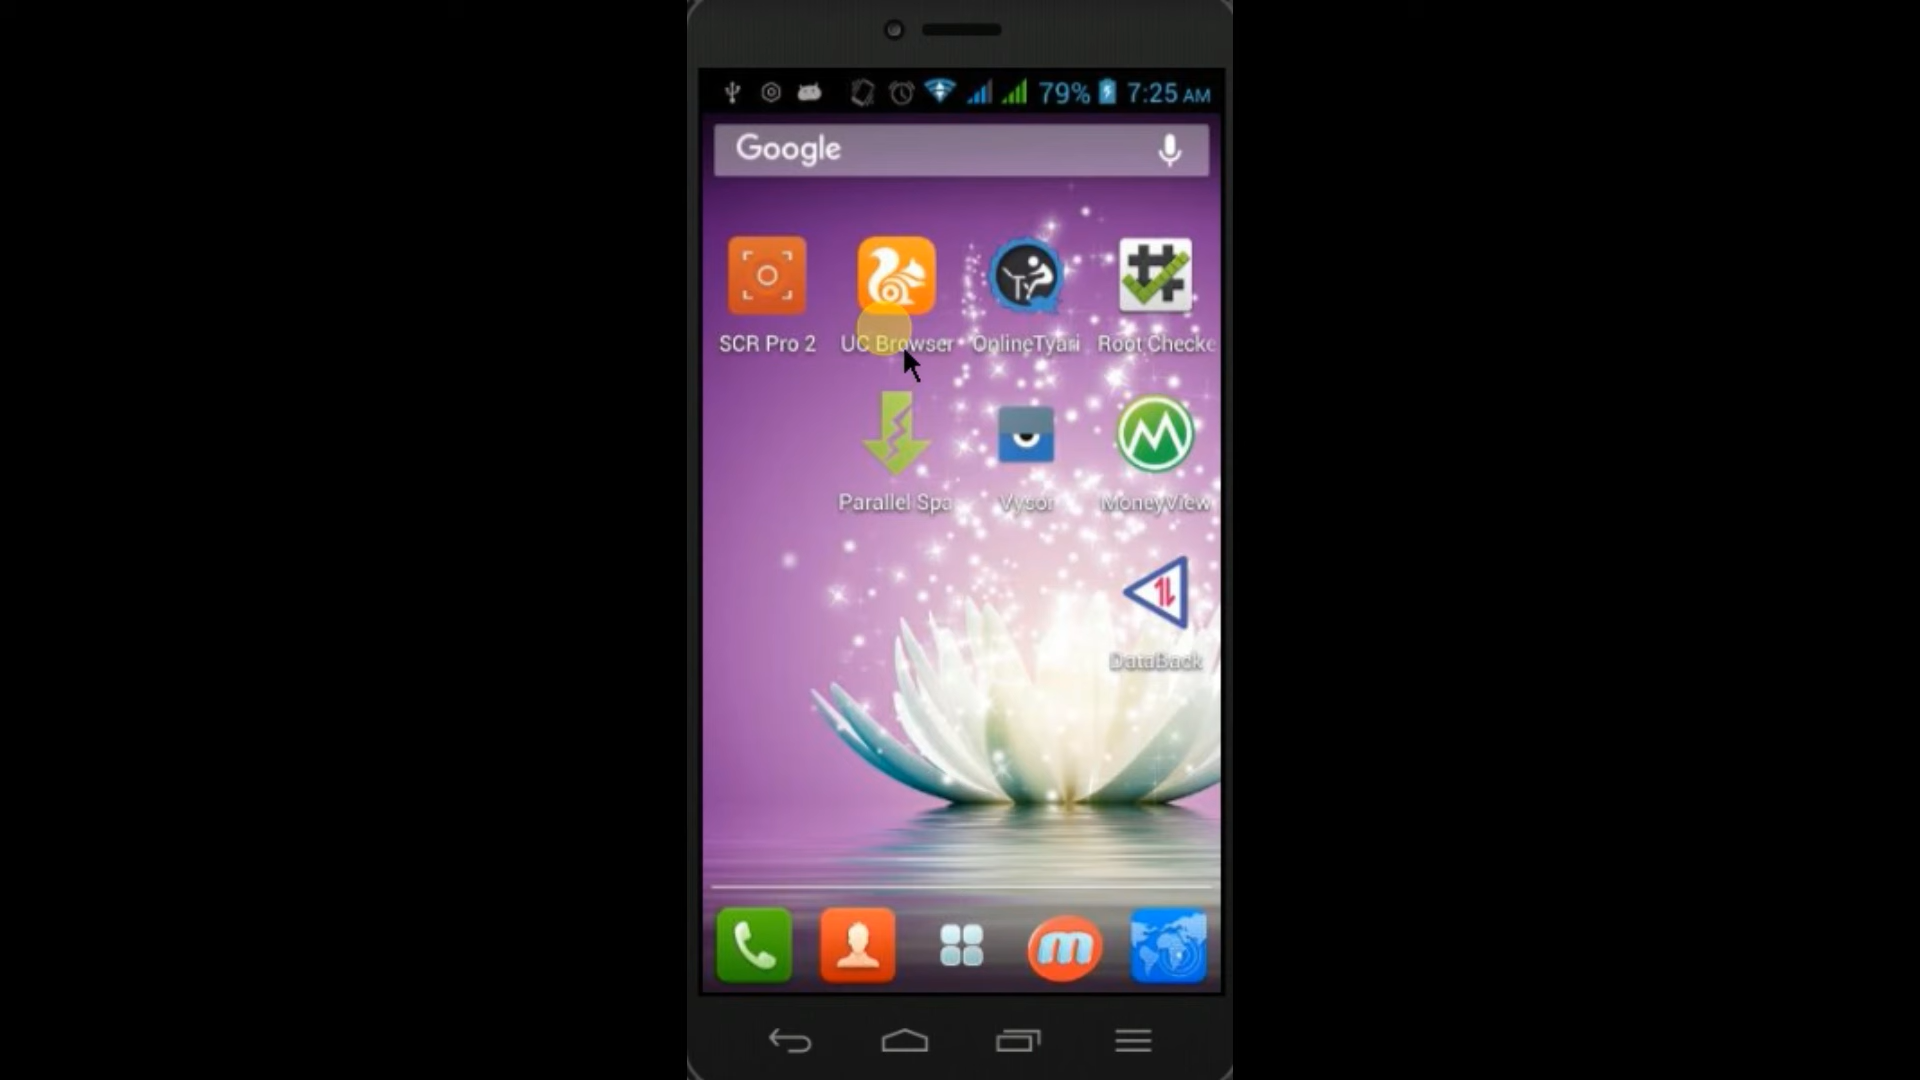 79% 7:25 AM
Google
SCR Pro 2 UC Browser OnlineTyari Root Checke
Parallel Spa Vysor MoneyView
DataBack